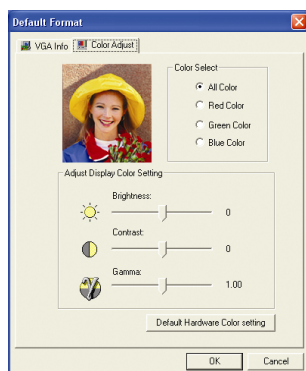 Default Format
VGA Info
Color Adjust
Color Select
All Color
Red Color
Green Color
Blue Color
Adjust Display Color Setting
Brightness:
0
Contrast:
0
Gamma:
1.00
Default Hardware Color setting
OK
Cancel